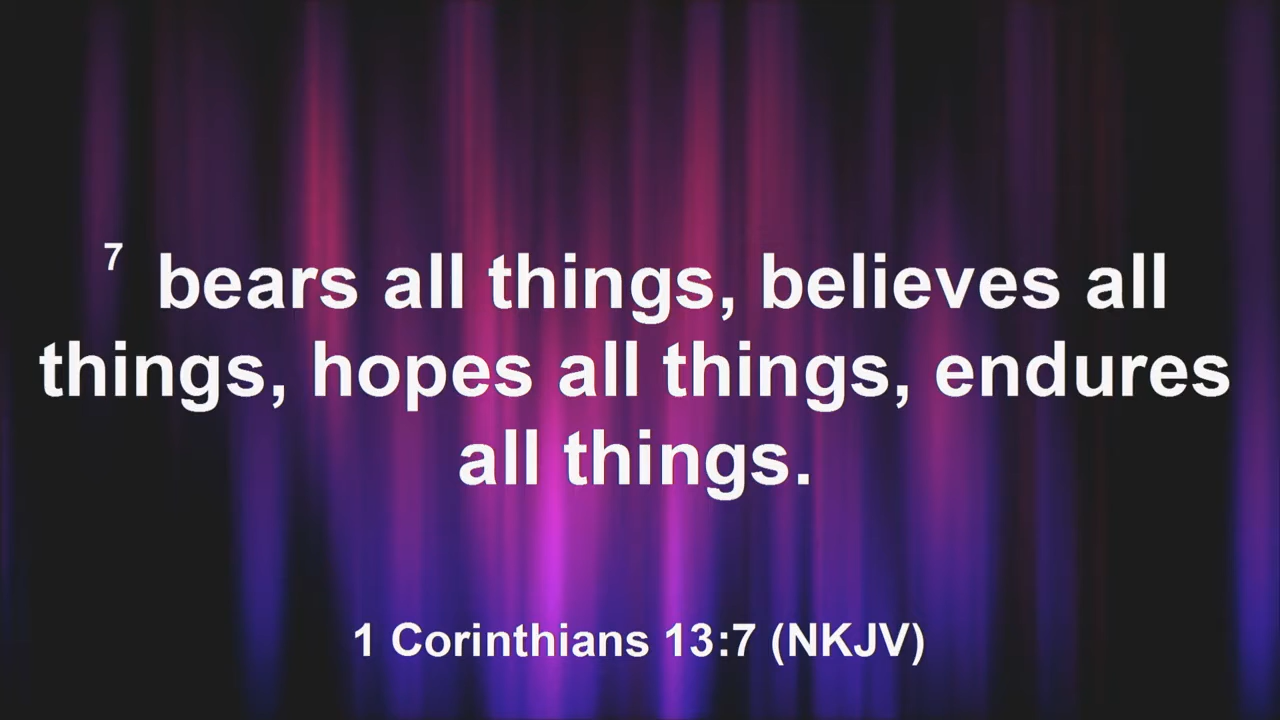 7 bears all things, believes all
things, hopes all things, endures
all things.
1 Corinthians 13:7 (NKJV)